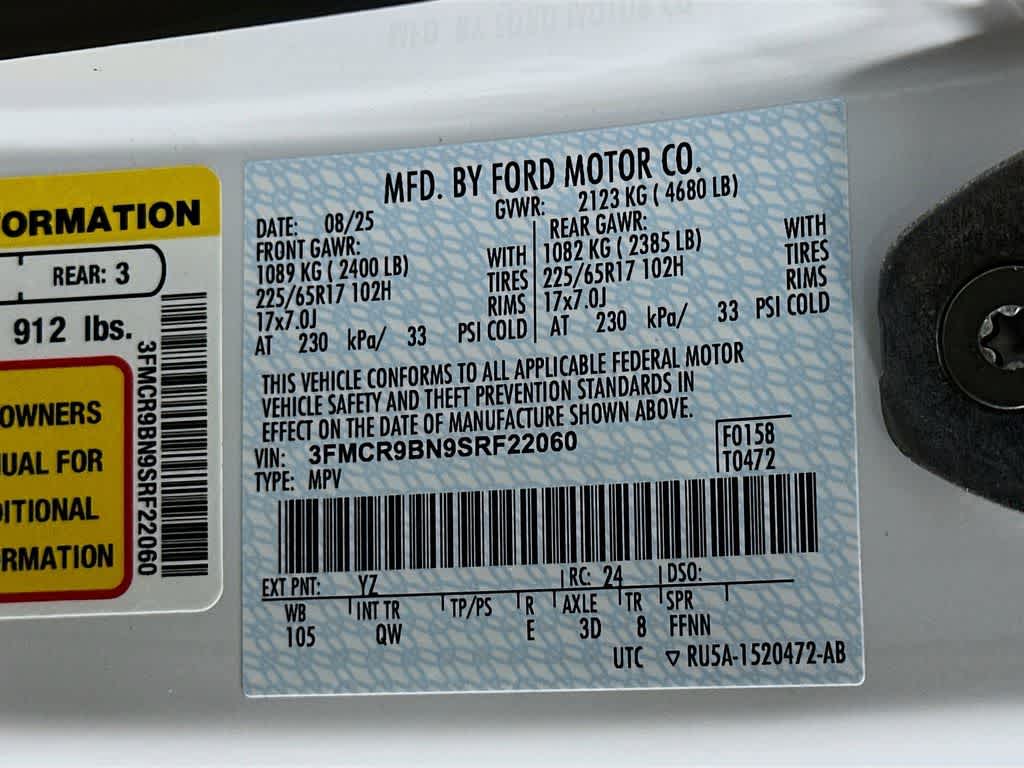 ORMATION
REAR: 3
912 lbs.
OWNERS
UAL FOR
ITIONAL
RMATION
3FMCR9BN9SRF22060
MFD. BY FORD MOTOR CO.
DATE: 08/25 GVWR: 2123 KG ( 4680 LB)
FRONT GAWR: WITH
1089 KG ( 2400 LB) TIRES
225/65R17 102H RIMS
17x7.0J
AT 230 kPa/ 33 PSI COLD
REAR GAWR: WITH
1082 KG ( 2385 LB) TIRES
225/65R17 102H RIMS
17x7.0J
AT 230 kPa/ 33 PSI COLD
THIS VEHICLE CONFORMS TO ALL APPLICABLE FEDERAL MOTOR
VEHICLE SAFETY AND THEFT PREVENTION STANDARDS IN
EFFECT ON THE DATE OF MANUFACTURE SHOWN ABOVE.
VIN: 3FMCR9BN9SRF22060
TYPE: MPV
F0158
T0472
EXT PNT: YZ RC: 24 DSO:
WB INT TR TP/PS R AXLE TR SPR
105 QW E 3D 8 FFNN
UTC ▽ RU5A-1520472-AB